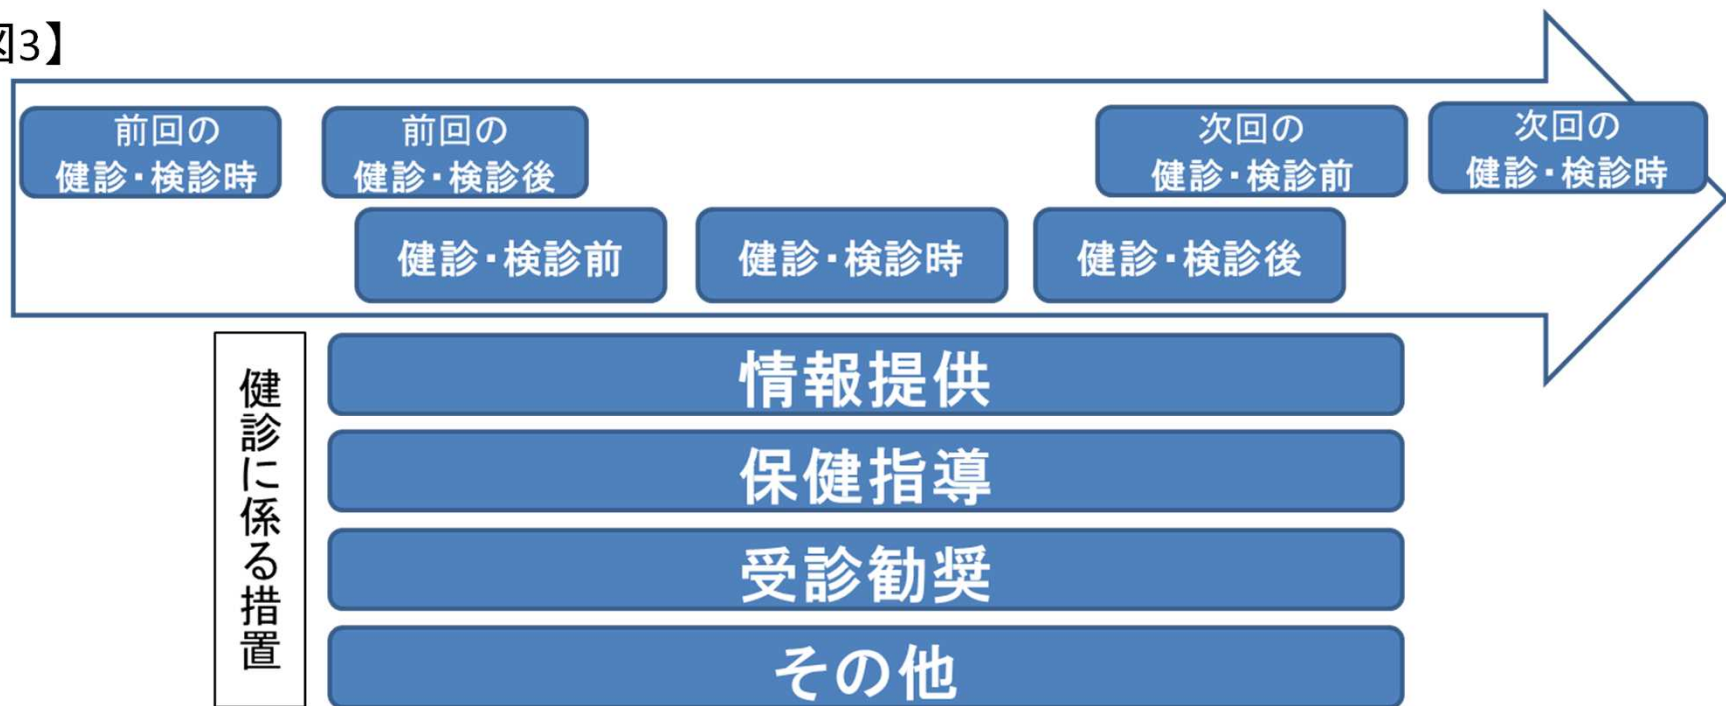 図3】
前回の
健診・検診時
前回の
健診・検診後
次回の
健診・検診前
次回の
健診・検診時
健診・検診前
健診・検診時
健診・検診後
健診に係る措置
情報提供
保健指導
受診勧奨
その他